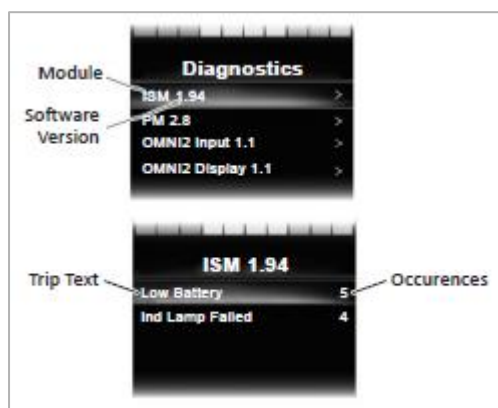 Diagnostics
Module
ISM 1.94 >
Software
Version
PM 2.8 >
OMNI2 Input 1.1 >
OMNI2 Display 1.1 >
ISM 1.94
Trip Text
Low Battery 5
Occurences
Ind Lamp Failed 4